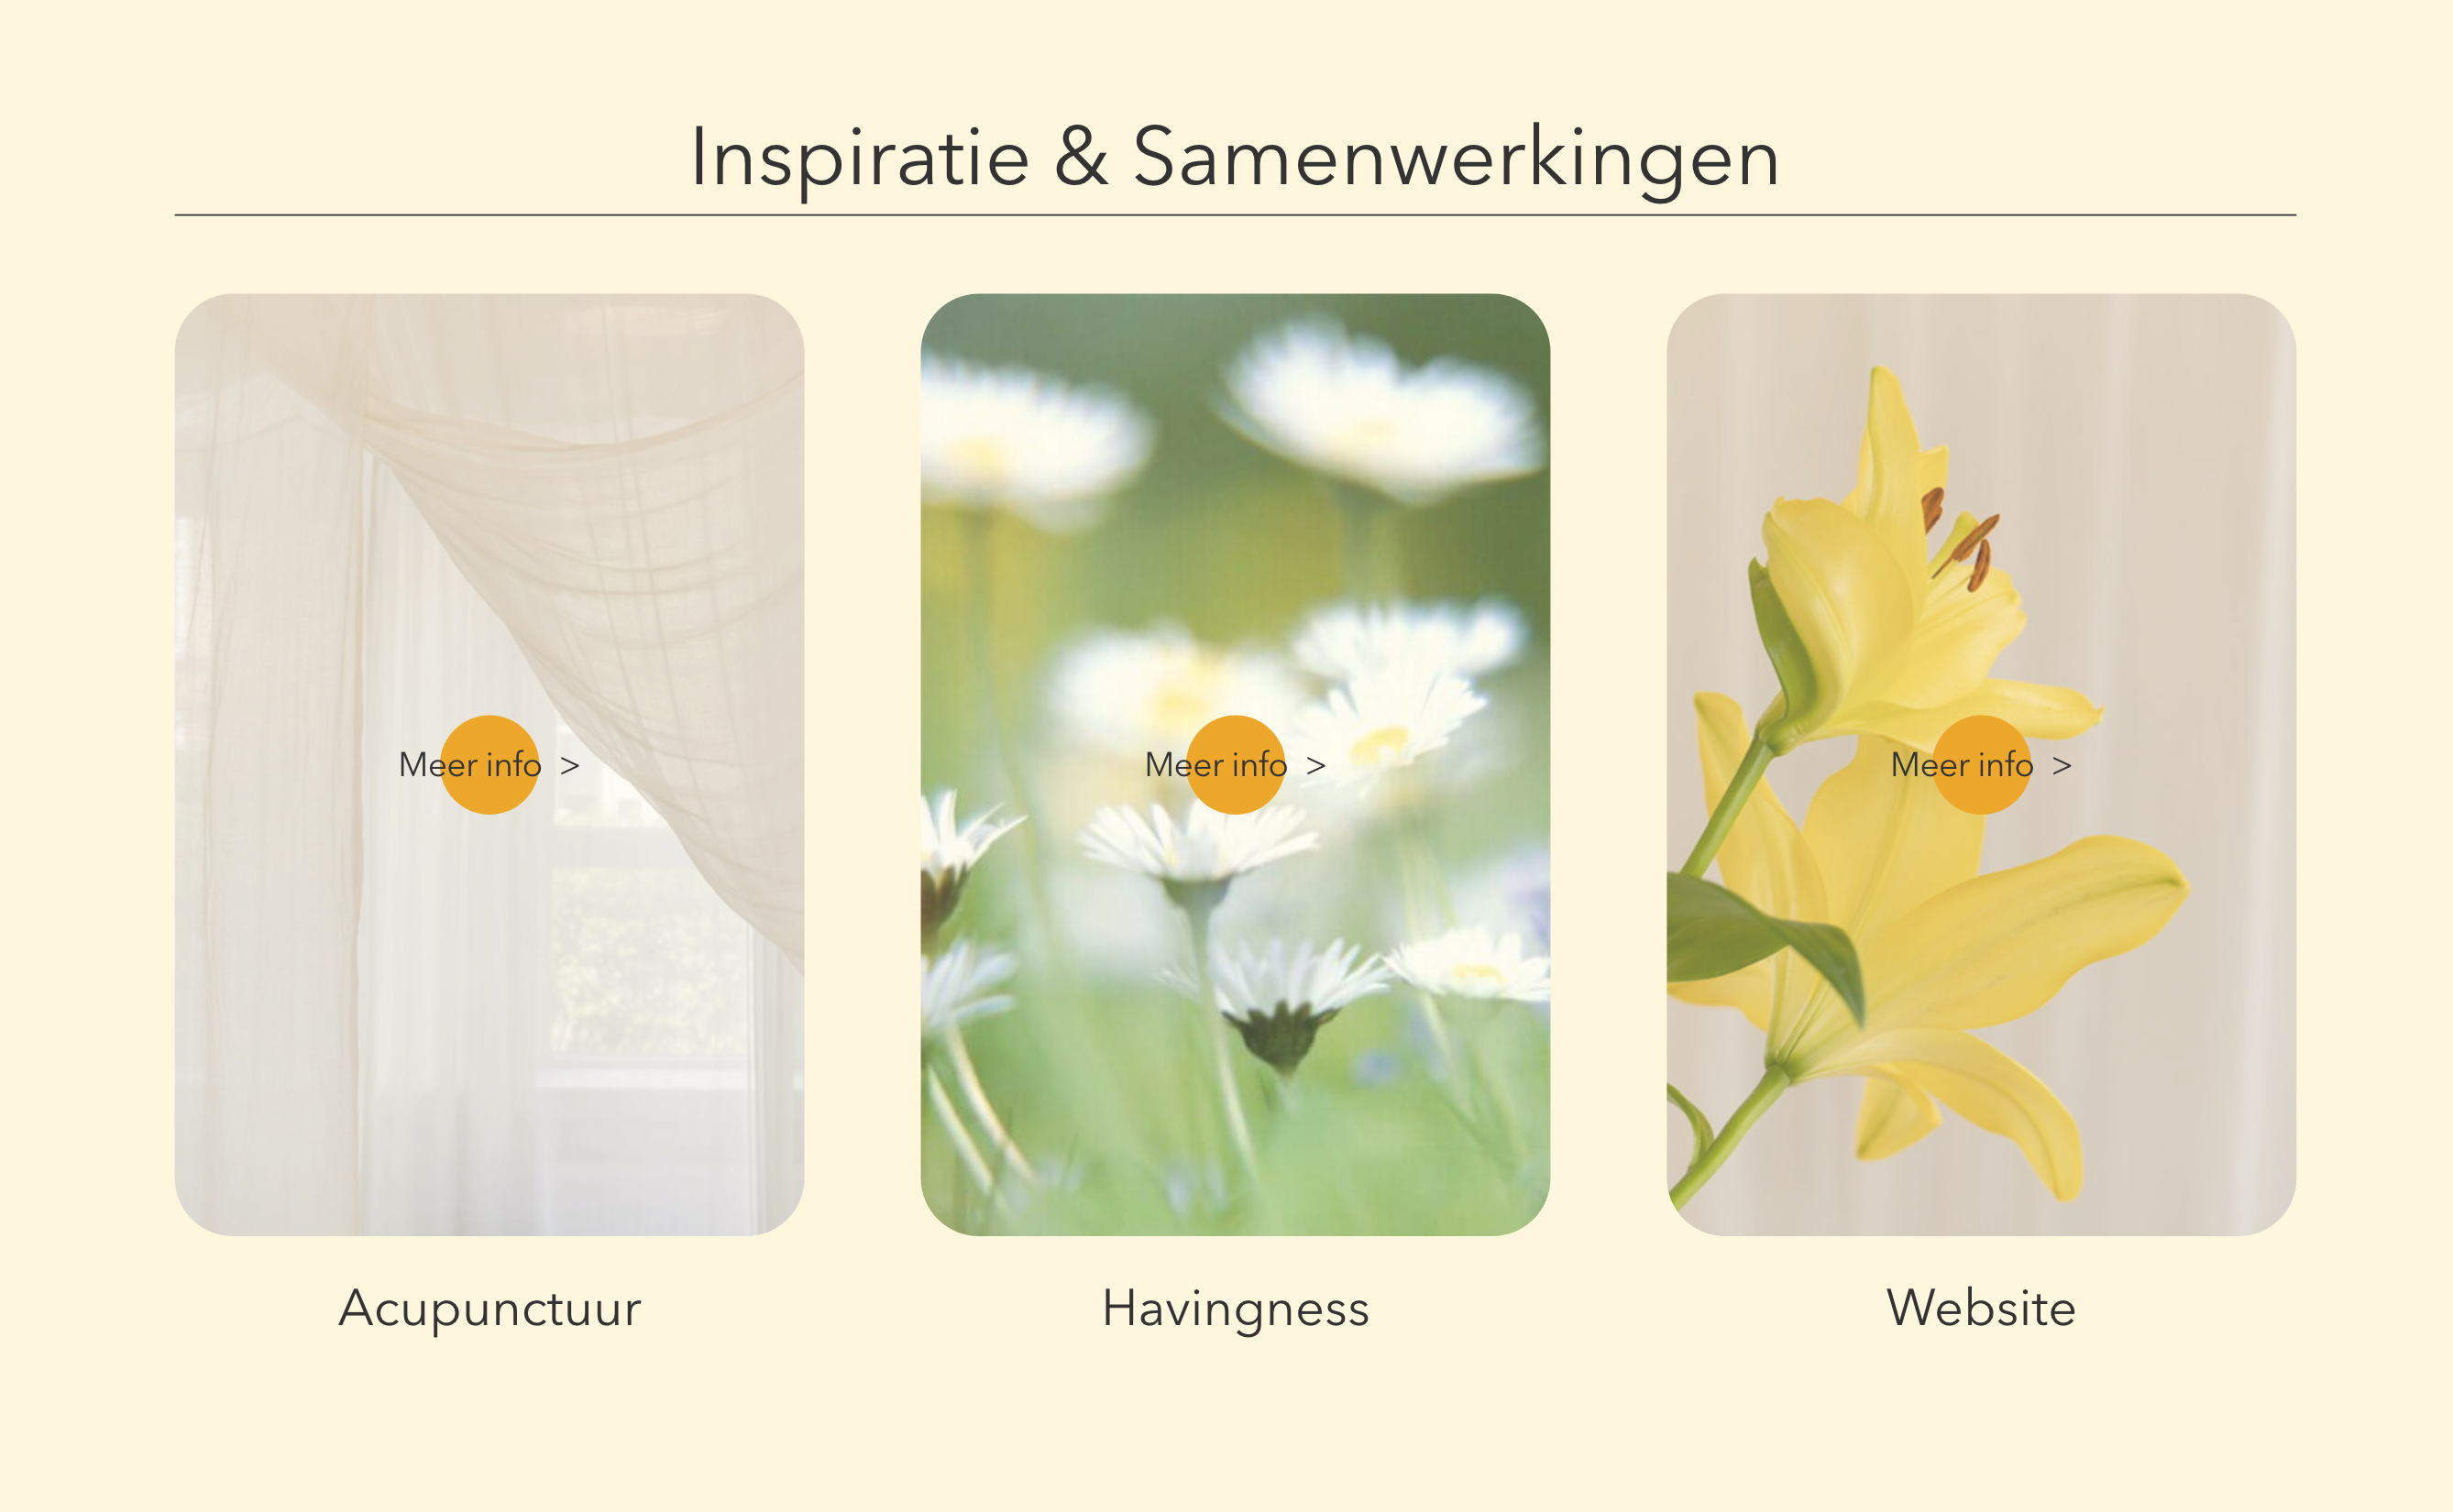 Inspiratie & Samenwerkingen
Meer info >
Meer info >
Meer info >
Acupunctuur
Havingness
Website